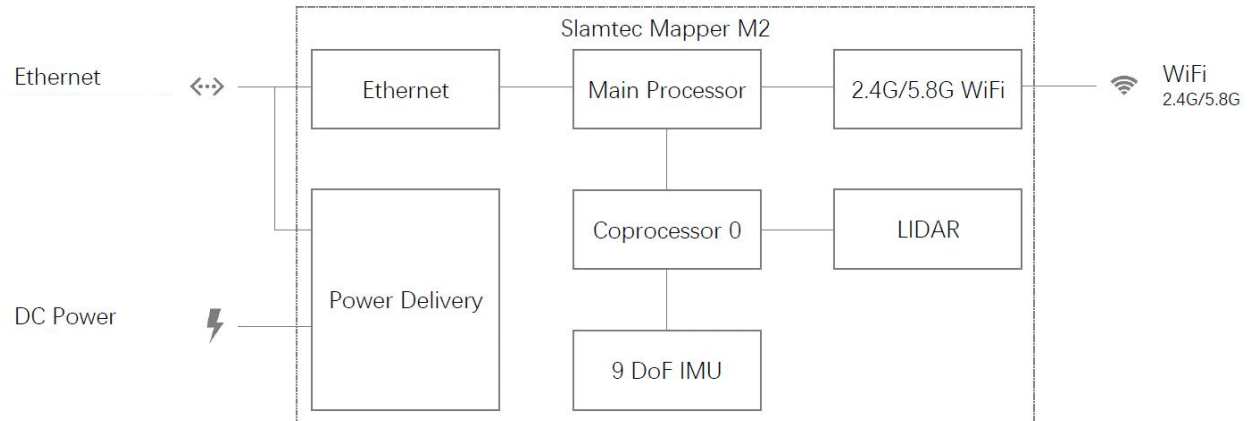 Slamtec Mapper M2
Ethernet
Ethernet
Main Processor
2.4G/5.8G WiFi
WiFi
2.4G/5.8G
Coprocessor 0
LIDAR
Power Delivery
DC Power
9 DoF IMU